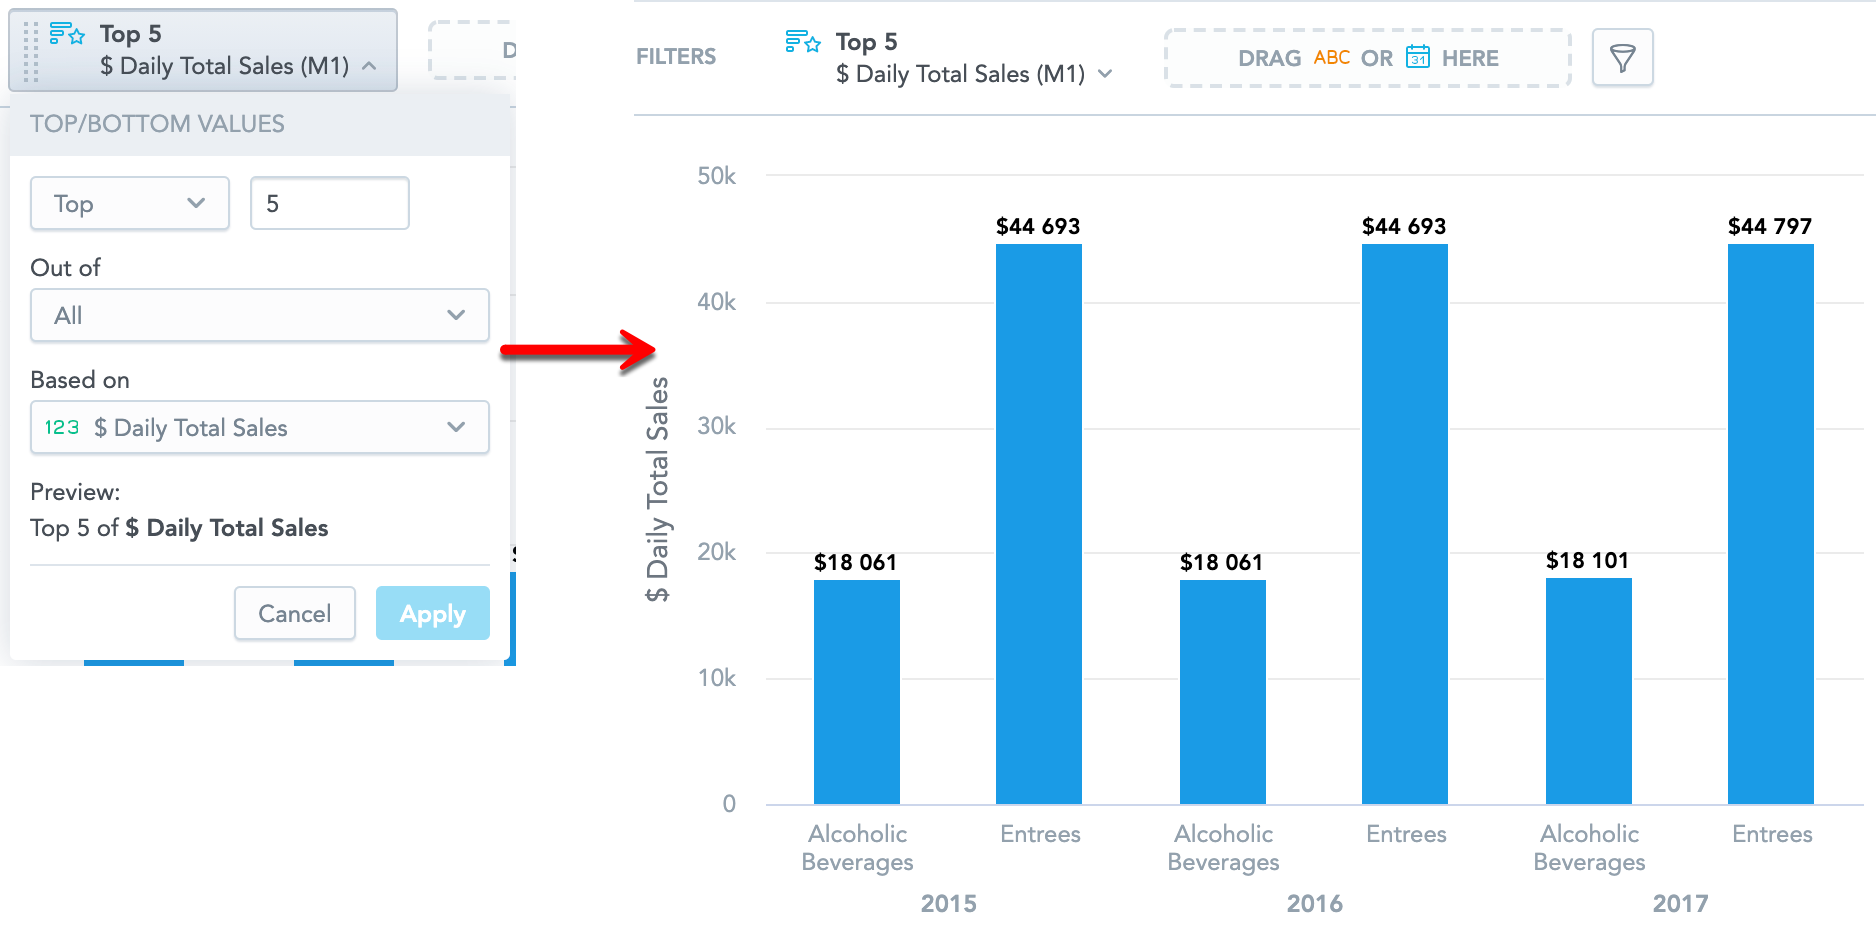 Top 5
$ Daily Total Sales (M1)
D
TOP/BOTTOM VALUES
Top
5
Out of
All
Based on
123 $ Daily Total Sales
Preview:
Top 5 of $ Daily Total Sales
Cancel
Apply
FILTERS
Top 5
$ Daily Total Sales (M1)
DRAG ABC OR 31 HERE
$ Daily Total Sales
50k
40k
30k
20k
10k
0
$18 061
$44 693
$18 061
$44 693
$18 101
$44 797
Alcoholic
Beverages
Entrees
Alcoholic
Beverages
Entrees
Alcoholic
Beverages
Entrees
2015
2016
2017